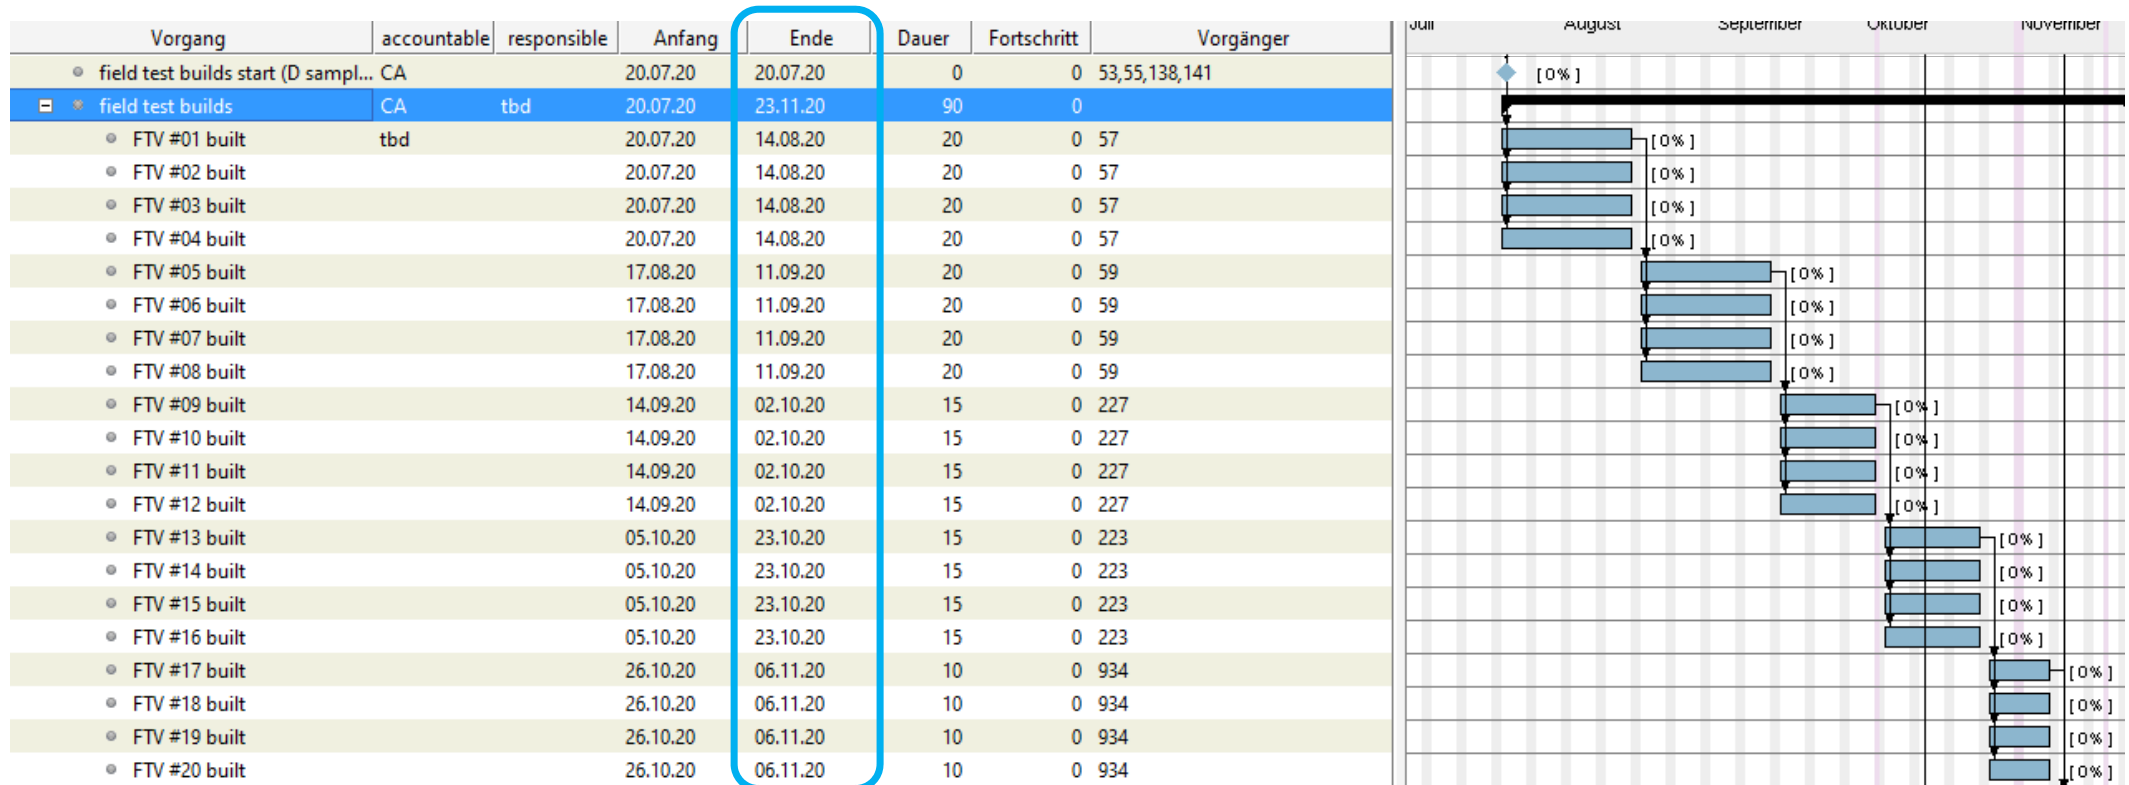 Juli August September Oktober November
Vorgang accountable responsible Anfang Ende Dauer Fortschritt Vorgänger
field test builds start (D sampl... CA 20.07.20 20.07.20 0 0 53,55,138,141 [0%]
field test builds CA tbd 20.07.20 23.11.20 90 0
FTV #01 built tbd 20.07.20 14.08.20 20 0 57 [0%]
FTV #02 built 20.07.20 14.08.20 20 0 57 [0%]
FTV #03 built 20.07.20 14.08.20 20 0 57 [0%]
FTV #04 built 20.07.20 14.08.20 20 0 57 [0%]
FTV #05 built 17.08.20 11.09.20 20 0 59 [0%]
FTV #06 built 17.08.20 11.09.20 20 0 59 [0%]
FTV #07 built 17.08.20 11.09.20 20 0 59 [0%]
FTV #08 built 17.08.20 11.09.20 20 0 59 [0%]
FTV #09 built 14.09.20 02.10.20 15 0 227 [0%]
FTV #10 built 14.09.20 02.10.20 15 0 227 [0%]
FTV #11 built 14.09.20 02.10.20 15 0 227 [0%]
FTV #12 built 14.09.20 02.10.20 15 0 227 [0%]
FTV #13 built 05.10.20 23.10.20 15 0 223 [0%]
FTV #14 built 05.10.20 23.10.20 15 0 223 [0%]
FTV #15 built 05.10.20 23.10.20 15 0 223 [0%]
FTV #16 built 05.10.20 23.10.20 15 0 223 [0%]
FTV #17 built 26.10.20 06.11.20 10 0 934 [0%]
FTV #18 built 26.10.20 06.11.20 10 0 934 [0%]
FTV #19 built 26.10.20 06.11.20 10 0 934 [0%]
FTV #20 built 26.10.20 06.11.20 10 0 934 [0%]